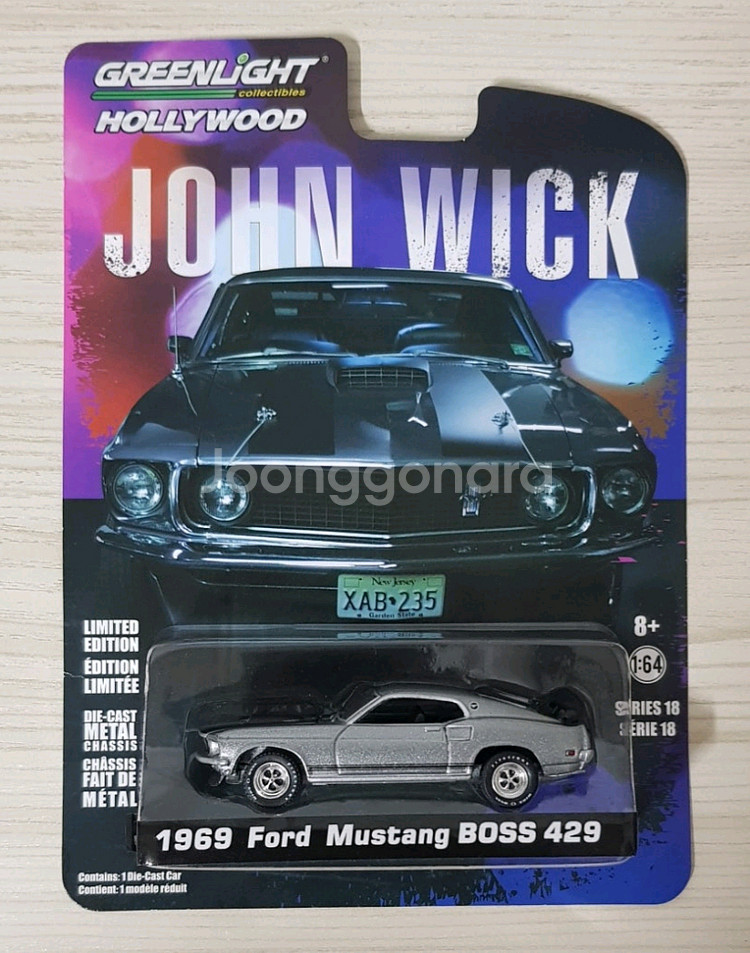 GREENLiGHT®
collectibles
HOLLYWOOD
JOHN WICK
Joonggonara
New Jersey
XAB•235
Garden State
LIMITED
EDITION
ÉDITION
LIMITÉE
DIE-CAST
METAL
CHASSIS
CHÂSSIS
FAIT DE
MÉTAL
8+
1:64
SERIES 18
SÉRIE 18
1969 Ford Mustang BOSS 429
Contains: 1 Die-Cast Car
Contient: 1 modèle réduit